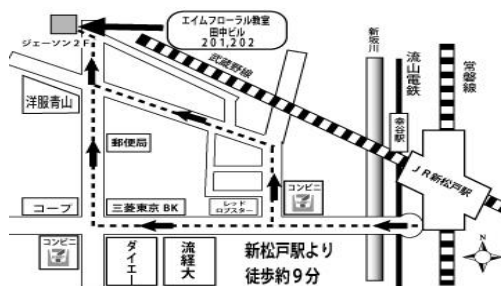 エイムフローラル教室
田中ビル
201,202
ジェーソン2F
武蔵野線
新坂川
流山電鉄
常磐線
幸谷駅
JR新松戸駅
洋服青山
郵便局
コープ
三菱東京BK
レッド
ロブスター
コンビニ
コンビニ
ダイエー
流経大
新松戸駅より
徒歩約9分
N